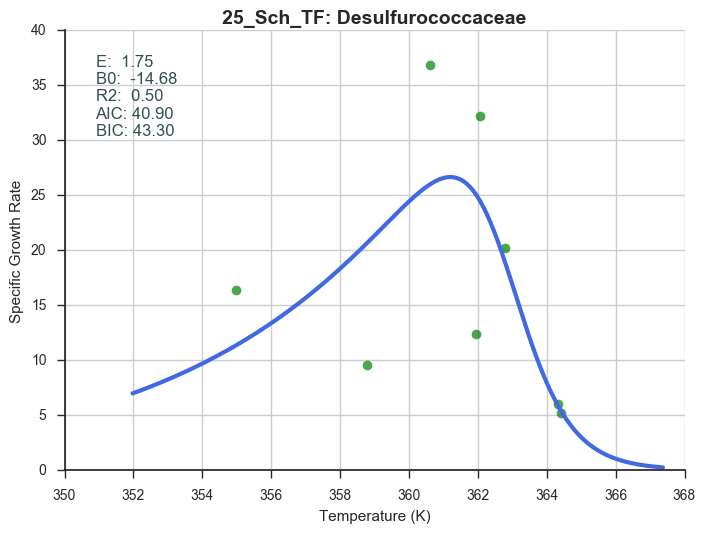 25_Sch_TF: Desulfurococcaceae
E:  1.75
B0:  -14.68
R2:  0.50
AIC: 40.90
BIC: 43.30
Specific Growth Rate
40
35
30
25
20
15
10
5
0
350 352 354 356 358 360 362 364 366 368
Temperature (K)